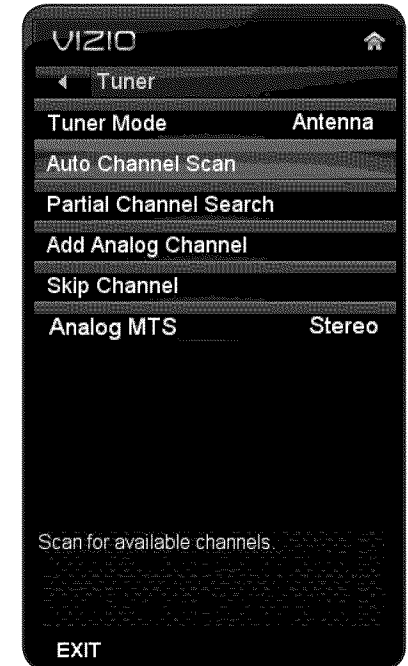 VIZIO
Tuner
Tuner Mode Antenna
Auto Channel Scan
Partial Channel Search
Add Analog Channel
Skip Channel
Analog MTS Stereo
Scan for available channels.
EXIT